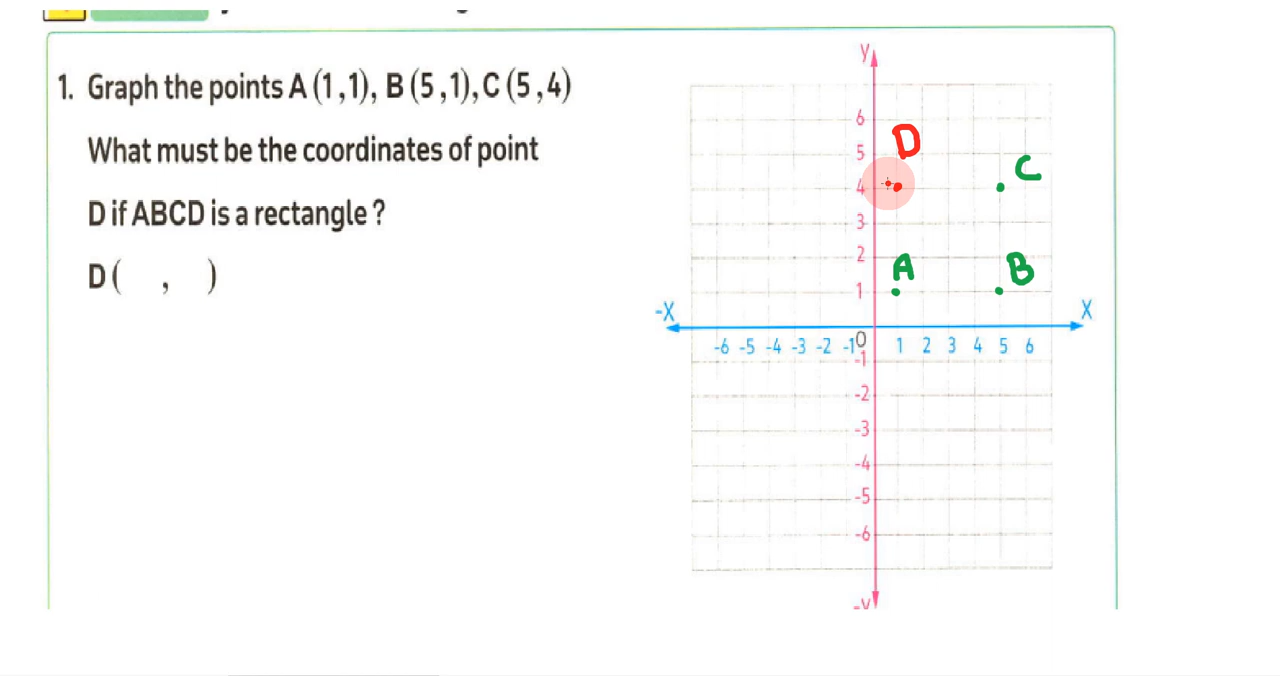 1. Graph the points A (1,1), B (5,1), C (5,4)
What must be the coordinates of point
D if ABCD is a rectangle ?
D ( , )
y
6
5
4
3
2
1
D
C
A
B
-X
X
-6 -5 -4 -3 -2 -1 0 1 2 3 4 5 6
-1
-2
-3
-4
-5
-6
-y